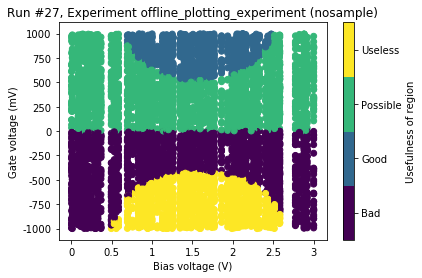 Run #27, Experiment offline_plotting_experiment (nosample)
1000
750
500
250
0
-250
-500
-750
-1000
Gate voltage (mV)
0
0.5
1
1.5
2
2.5
3
Bias voltage (V)
Useless
Possible
Good
Bad
Usefulness of region